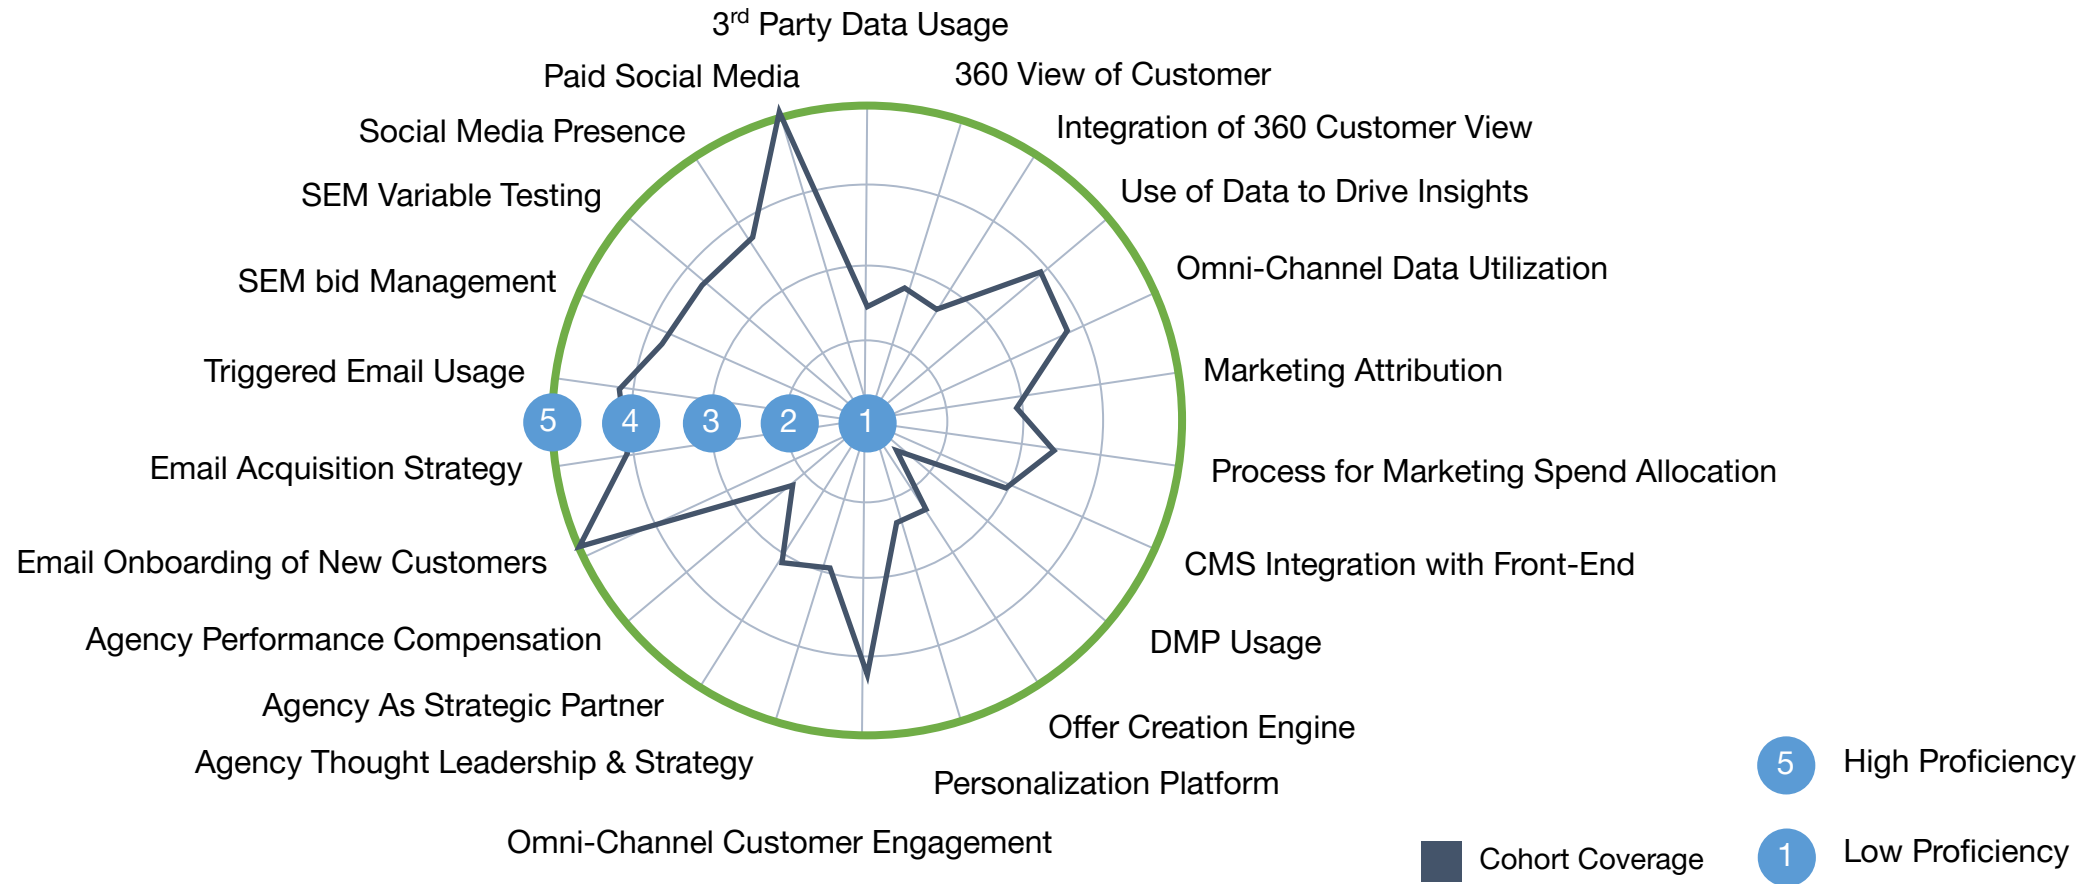 3rd Party Data Usage
Paid Social Media
360 View of Customer
Social Media Presence
Integration of 360 Customer View
SEM Variable Testing
Use of Data to Drive Insights
SEM bid Management
Omni-Channel Data Utilization
Triggered Email Usage
Marketing Attribution
5 4 3 2 1
Email Acquisition Strategy
Process for Marketing Spend Allocation
Email Onboarding of New Customers
CMS Integration with Front-End
Agency Performance Compensation
DMP Usage
Agency As Strategic Partner
Offer Creation Engine
Agency Thought Leadership & Strategy
Personalization Platform
Omni-Channel Customer Engagement
5 High Proficiency
Cohort Coverage
1 Low Proficiency